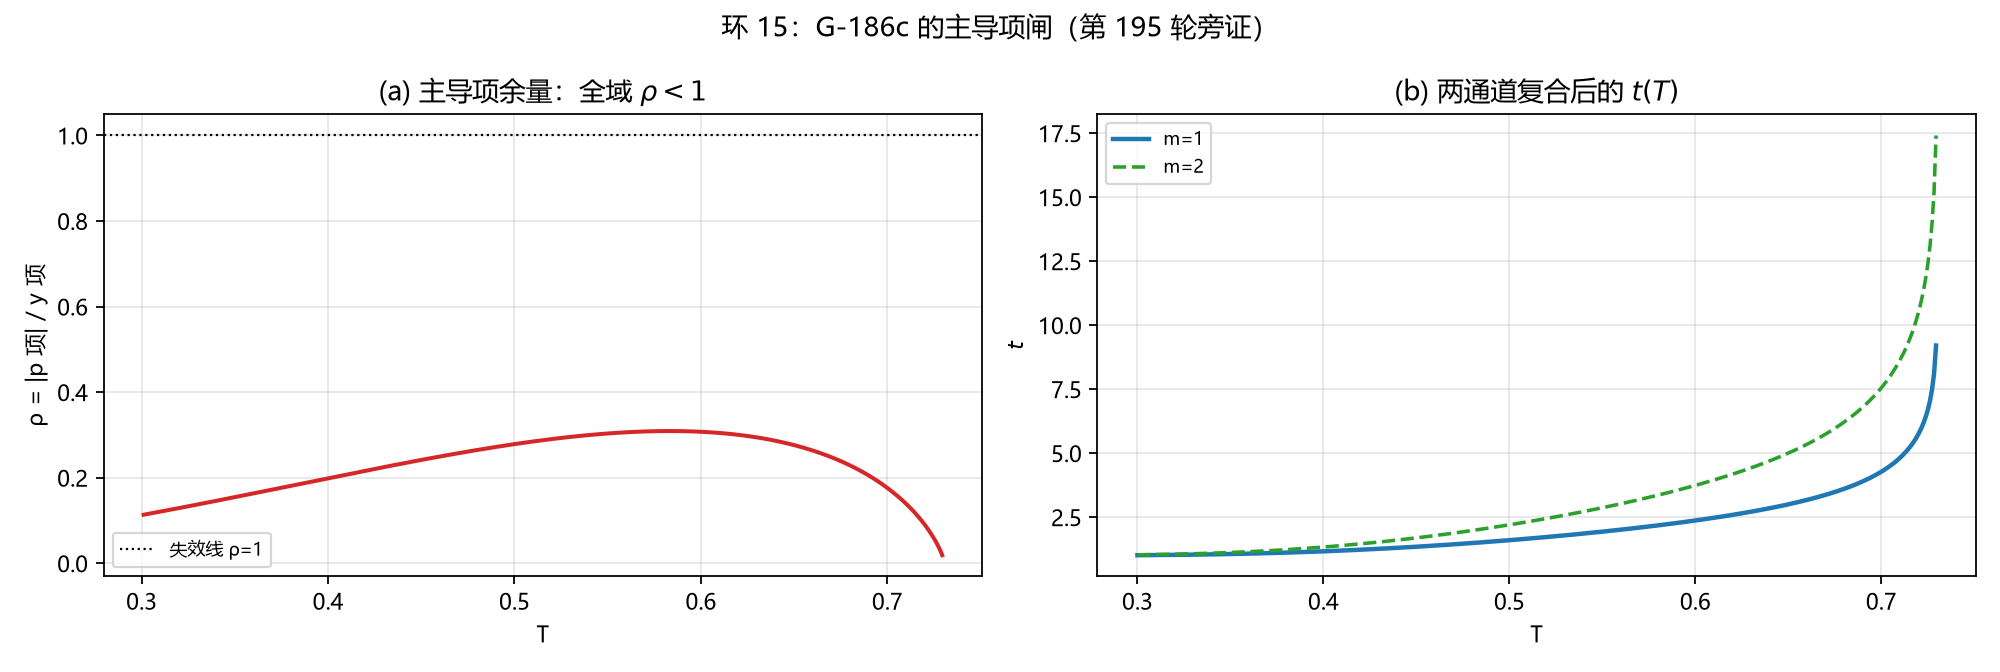 环 15：G-186c 的主导项闸（第 195 轮旁证）
(a) 主导项余量：全域 ρ < 1
ρ = |p 项| / y 项
1.0
0.8
0.6
0.4
0.2
0.0
失效线 ρ=1
0.3 0.4 0.5 0.6 0.7
T
(b) 两通道复合后的 t(T)
t
17.5
15.0
12.5
10.0
7.5
5.0
2.5
m=1
m=2
0.3 0.4 0.5 0.6 0.7
T